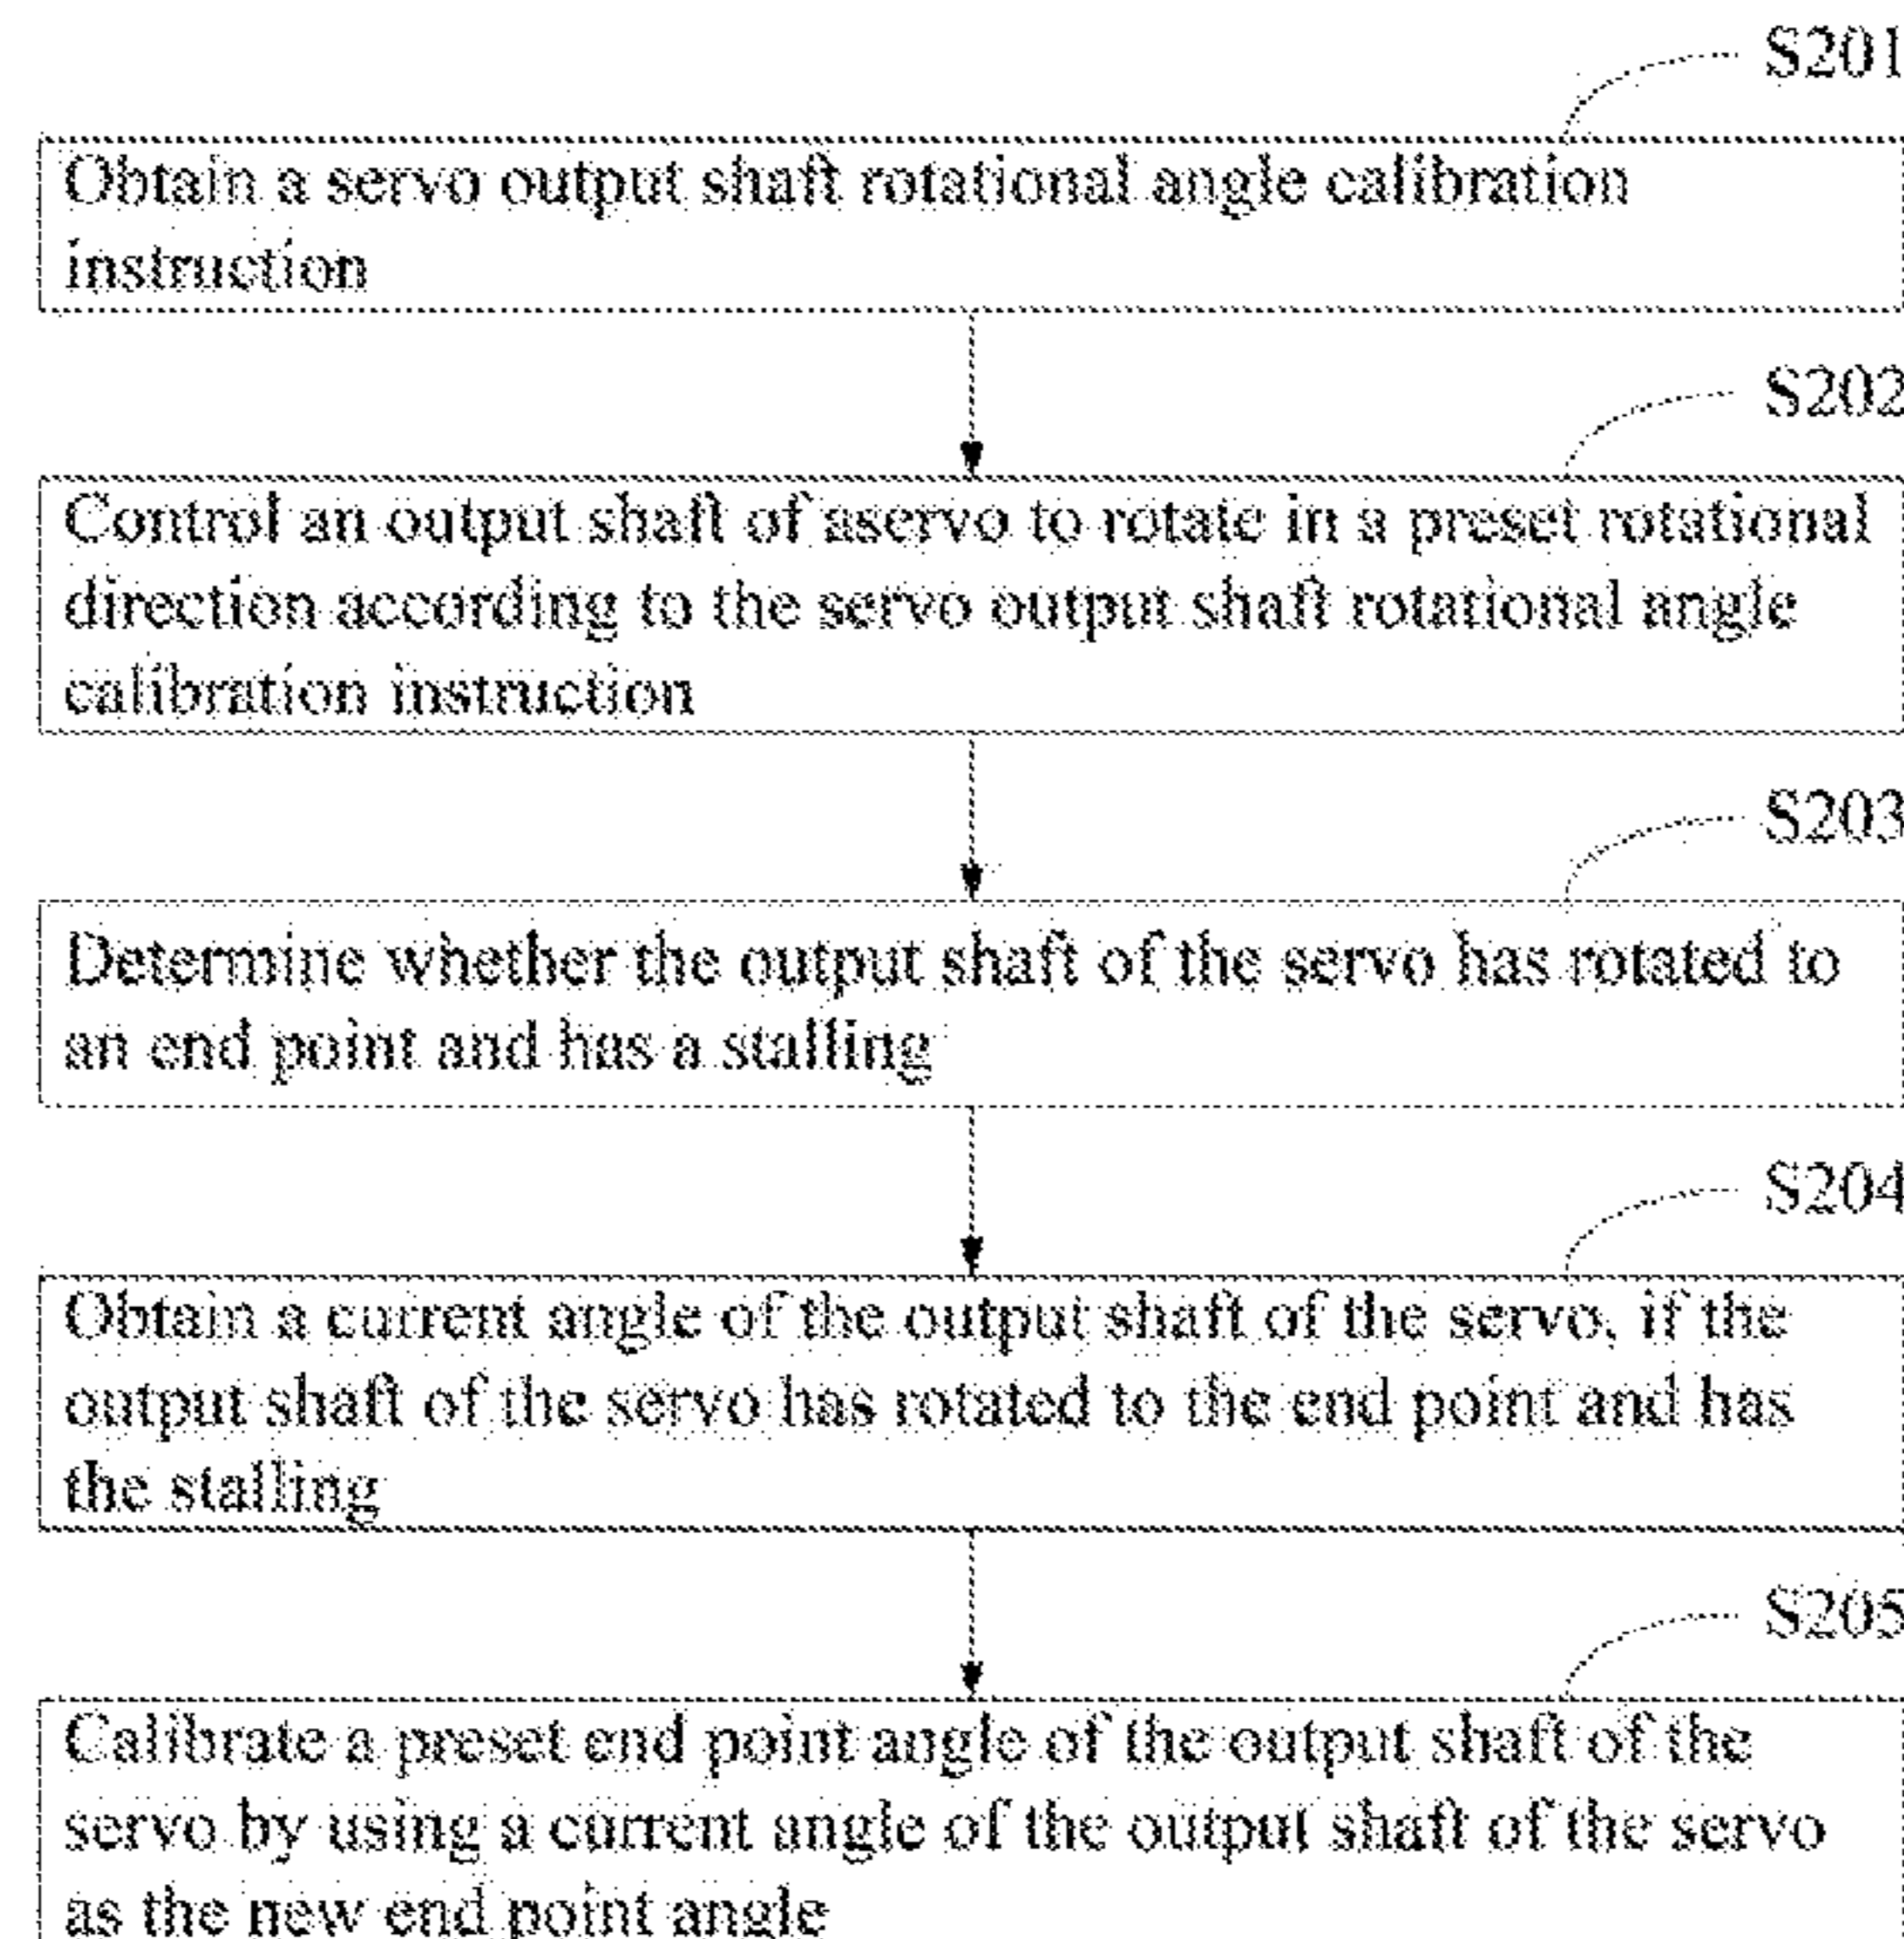 S201
Obtain a servo output shaft rotational angle calibration
instruction
S202
Control an output shaft of aservo to rotate in a preset rotational
direction according to the servo output shaft rotational angle
calibration instruction
S203
Determine whether the output shaft of the servo has rotated to
an end point and has a stalling
S204
Obtain a current angle of the output shaft of the servo, if the
output shaft of the servo has rotated to the end point and has
the stalling
S205
Calibrate a preset end point angle of the output shaft of the
servo by using a current angle of the output shaft of the servo
as the new end point angle